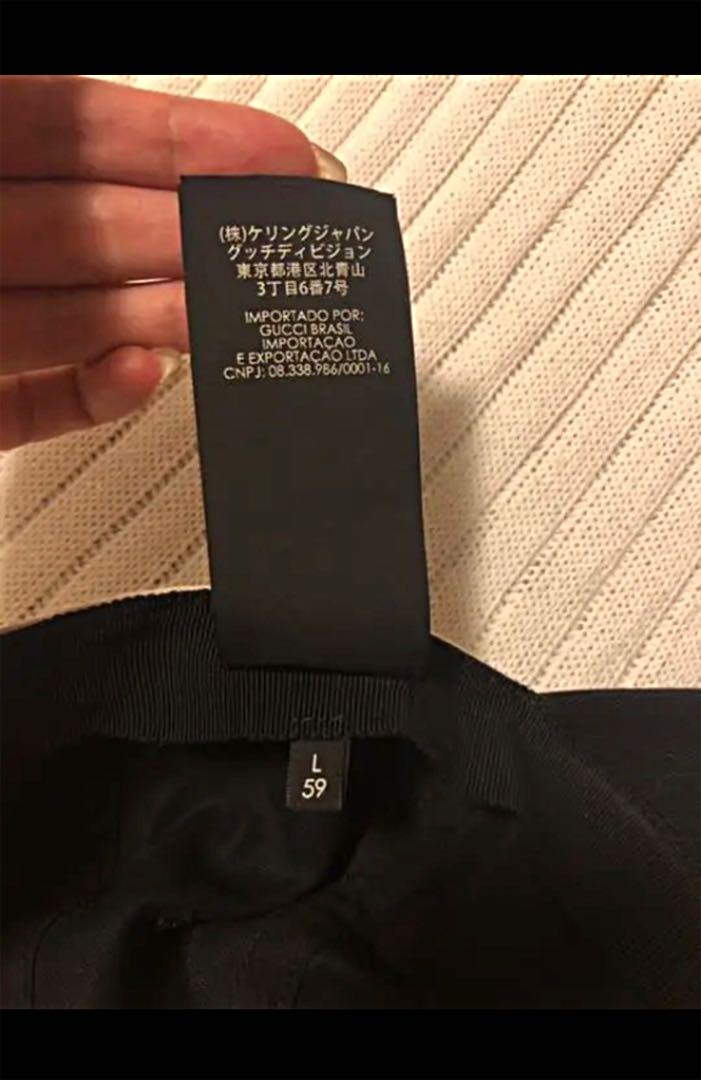 (株)ケリングジャパン
グッチディビジョン
東京都港区北青山
3丁目6番7号
IMPORTADO POR:
GUCCI BRASIL
IMPORTAÇAO
E EXPORTAÇAO LTDA
CNPJ: 08.338.986/0001-16
L
59